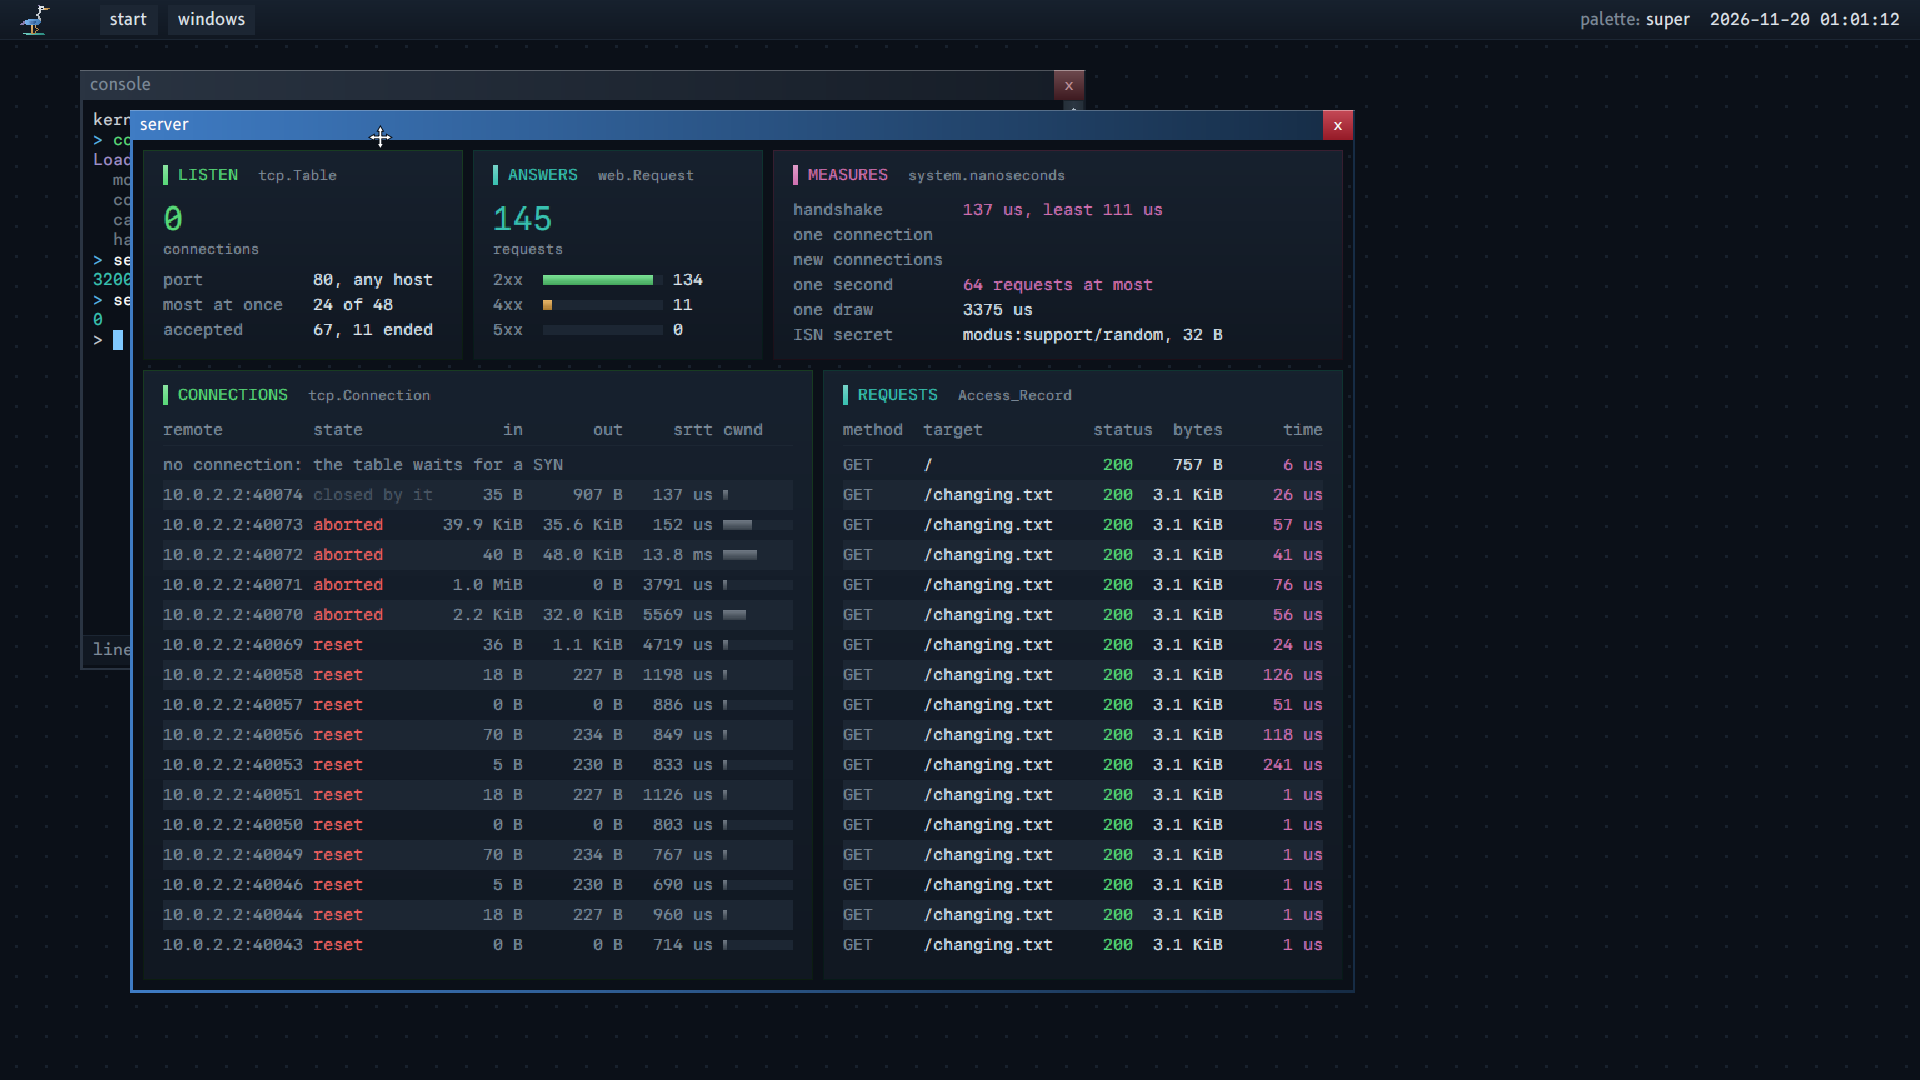 start windows palette: super 2026-11-20 01:01:12
console x
kern
> co
Load
mo
co
ca
ha
> se
3200
> se
0
>
line
server x
LISTEN tcp.Table
0
connections
port 80, any host
most at once 24 of 48
accepted 67, 11 ended
ANSWERS web.Request
145
requests
2xx 134
4xx 11
5xx 0
MEASURES system.nanoseconds
handshake 137 us, least 111 us
one connection
new connections
one second 64 requests at most
one draw 3375 us
ISN secret modus:support/random, 32 B
CONNECTIONS tcp.Connection
remote state in out srtt cwnd
no connection: the table waits for a SYN
10.0.2.2:40074 closed by it 35 B 907 B 137 us
10.0.2.2:40073 aborted 39.9 KiB 35.6 KiB 152 us
10.0.2.2:40072 aborted 40 B 48.0 KiB 13.8 ms
10.0.2.2:40071 aborted 1.0 MiB 0 B 3791 us
10.0.2.2:40070 aborted 2.2 KiB 32.0 KiB 5569 us
10.0.2.2:40069 reset 36 B 1.1 KiB 4719 us
10.0.2.2:40058 reset 18 B 227 B 1198 us
10.0.2.2:40057 reset 0 B 0 B 886 us
10.0.2.2:40056 reset 70 B 234 B 849 us
10.0.2.2:40053 reset 5 B 230 B 833 us
10.0.2.2:40051 reset 18 B 227 B 1126 us
10.0.2.2:40050 reset 0 B 0 B 803 us
10.0.2.2:40049 reset 70 B 234 B 767 us
10.0.2.2:40046 reset 5 B 230 B 690 us
10.0.2.2:40044 reset 18 B 227 B 960 us
10.0.2.2:40043 reset 0 B 0 B 714 us
REQUESTS Access_Record
method target status bytes time
GET / 200 757 B 6 us
GET /changing.txt 200 3.1 KiB 26 us
GET /changing.txt 200 3.1 KiB 57 us
GET /changing.txt 200 3.1 KiB 41 us
GET /changing.txt 200 3.1 KiB 76 us
GET /changing.txt 200 3.1 KiB 56 us
GET /changing.txt 200 3.1 KiB 24 us
GET /changing.txt 200 3.1 KiB 126 us
GET /changing.txt 200 3.1 KiB 51 us
GET /changing.txt 200 3.1 KiB 118 us
GET /changing.txt 200 3.1 KiB 241 us
GET /changing.txt 200 3.1 KiB 1 us
GET /changing.txt 200 3.1 KiB 1 us
GET /changing.txt 200 3.1 KiB 1 us
GET /changing.txt 200 3.1 KiB 1 us
GET /changing.txt 200 3.1 KiB 1 us
GET /changing.txt 200 3.1 KiB 1 us